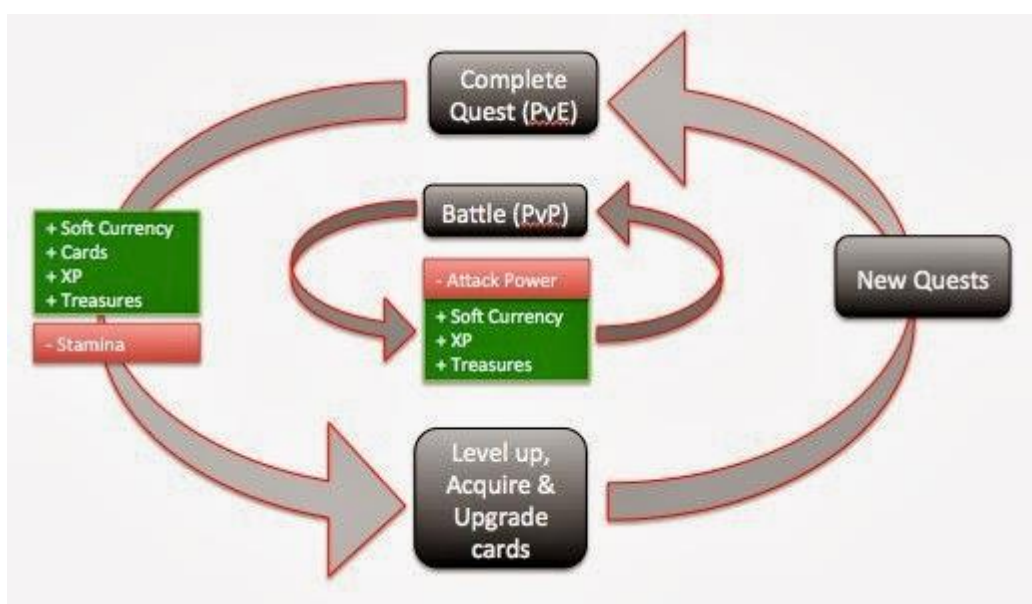 Complete
Quest (PvE)
Battle (PvP)
+ Soft Currency
+ Cards
+ XP
+ Treasures
- Stamina
- Attack Power
+ Soft Currency
+ XP
+ Treasures
New Quests
Level up,
Acquire &
Upgrade
cards